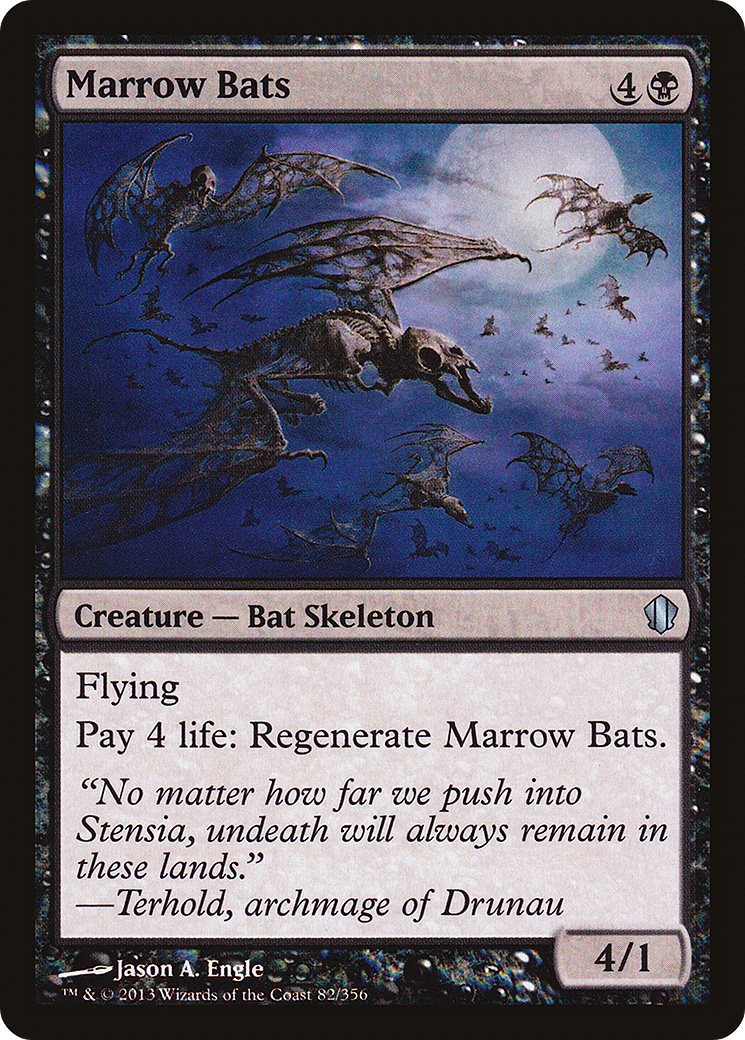 Marrow Bats 4
Creature — Bat Skeleton
Flying
Pay 4 life: Regenerate Marrow Bats.
“No matter how far we push into
Stensia, undeath will always remain in
these lands.”
—Terhold, archmage of Drunau
4/1
Jason A. Engle
™ & © 2013 Wizards of the Coast 82/356